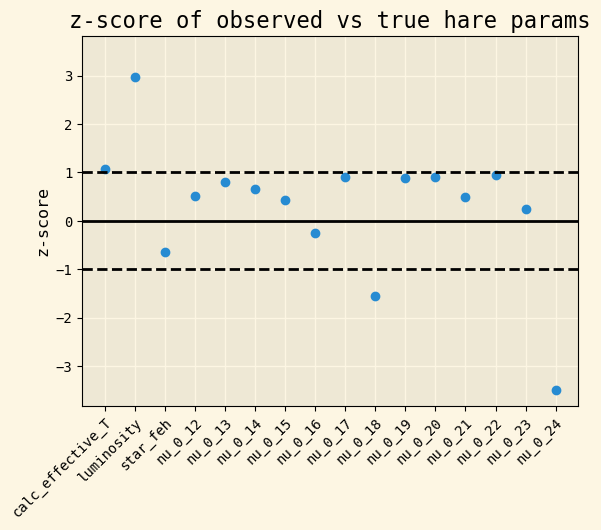 z-score of observed vs true hare params
z-score
3
2
1
0
−1
−2
−3
calc_effective_T
luminosity
star_feh
nu_0_12
nu_0_13
nu_0_14
nu_0_15
nu_0_16
nu_0_17
nu_0_18
nu_0_19
nu_0_20
nu_0_21
nu_0_22
nu_0_23
nu_0_24